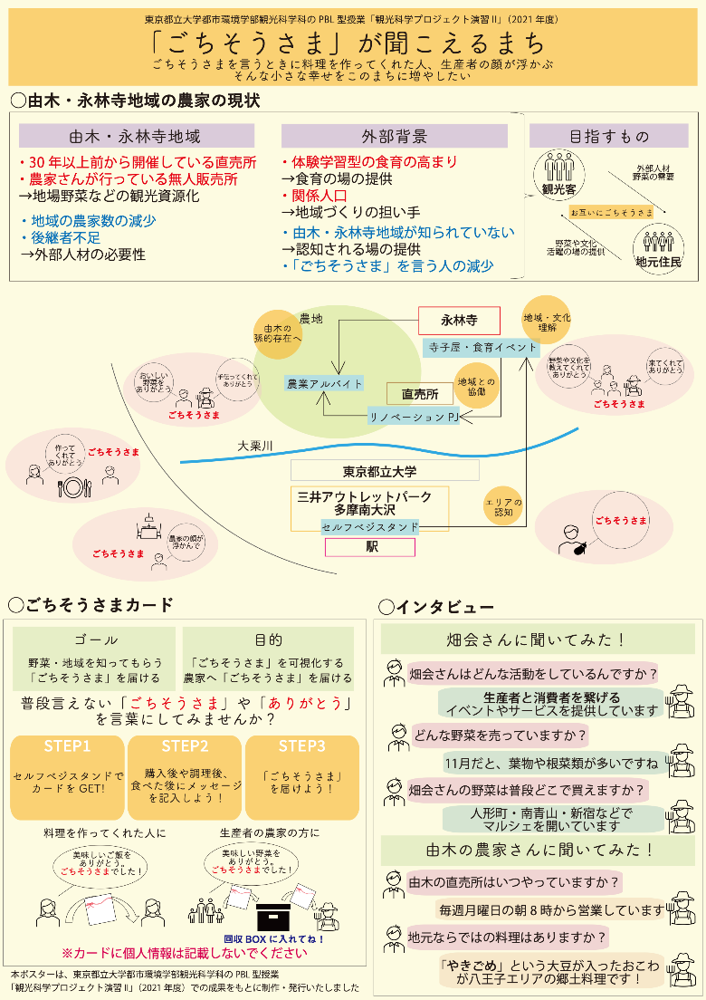 東京都立大学都市環境学部観光科学科の PBL 型授業「観光科学プロジェクト演習Ⅱ」（2021 年度）
「ごちそうさま」が聞こえるまち
ごちそうさまを言うときに料理を作ってくれた人、生産者の顔が浮かぶ
そんな小さな幸せをこのまちに増やしたい
○由木・永林寺地域の農家の現状
由木・永林寺地域
・30 年以上前から開催している直売所
・農家さんが行っている無人販売所
→地場野菜などの観光資源化
・地域の農家数の減少
・後継者不足
→外部人材の必要性
外部背景
・体験学習型の食育の高まり
→食育の場の提供
・関係人口
→地域づくりの担い手
・由木・永林寺地域が知られていない
→認知される場の提供
・「ごちそうさま」を言う人の減少
目指すもの
観光客
外部人材
野菜の需要
お互いにごちそうさま
野菜や文化
活躍の場の提供
地元住民
由木の
孫的存在へ
農地
永林寺
地域・文化
理解
寺子屋・食育イベント
農業アルバイト
直売所
地域との
協働
リノベーション PJ
おいしい
野菜を
ありがとう
手伝ってくれて
ありがとう
ごちそうさま
野菜や文化を
教えてくれて
ありがとう
来てくれて
ありがとう
ごちそうさま
作って
くれて
ありがとう
ごちそうさま
大栗川
東京都立大学
三井アウトレットパーク
多摩南大沢
セルフベジスタンド
駅
エリアの
認知
農家の顔が
浮かんで
ごちそうさま
ごちそうさま
○ごちそうさまカード
ゴール
野菜・地域を知ってもらう
「ごちそうさま」を届ける
目的
「ごちそうさま」を可視化する
農家へ「ごちそうさま」を届ける
普段言えない「ごちそうさま」や「ありがとう」
を言葉にしてみませんか？
STEP1
セルフベジスタンドで
カードをGET!
STEP2
購入後や調理後、
食べた後にメッセージ
を記入しよう！
STEP3
「ごちそうさま」
を届けよう！
料理を作ってくれた人に
美味しいご飯を
ありがとう。
ごちそうさまでした！
生産者の農家の方に
美味しい野菜を
ありがとう。
ごちそうさまでした！
回収 BOX に入れてね！
※カードに個人情報は記載しないでください
本ポスターは、東京都立大学都市環境学部観光科学科の PBL 型授業
「観光科学プロジェクト演習Ⅱ」（2021 年度）での成果をもとに制作・発行いたしました
○インタビュー
畑会さんに聞いてみた！
畑会さんはどんな活動をしているんですか？
生産者と消費者を繋げる
イベントやサービスを提供しています
どんな野菜を売っていますか？
11月だと、葉物や根菜類が多いですね
畑会さんの野菜は普段どこで買えますか？
人形町・南青山・新宿などで
マルシェを開いています
由木の農家さんに聞いてみた！
由木の直売所はいつやっていますか？
毎週月曜日の朝 8 時から営業しています
地元ならではの料理はありますか？
「やきごめ」という大豆が入ったおこわ
が八王子エリアの郷土料理です！